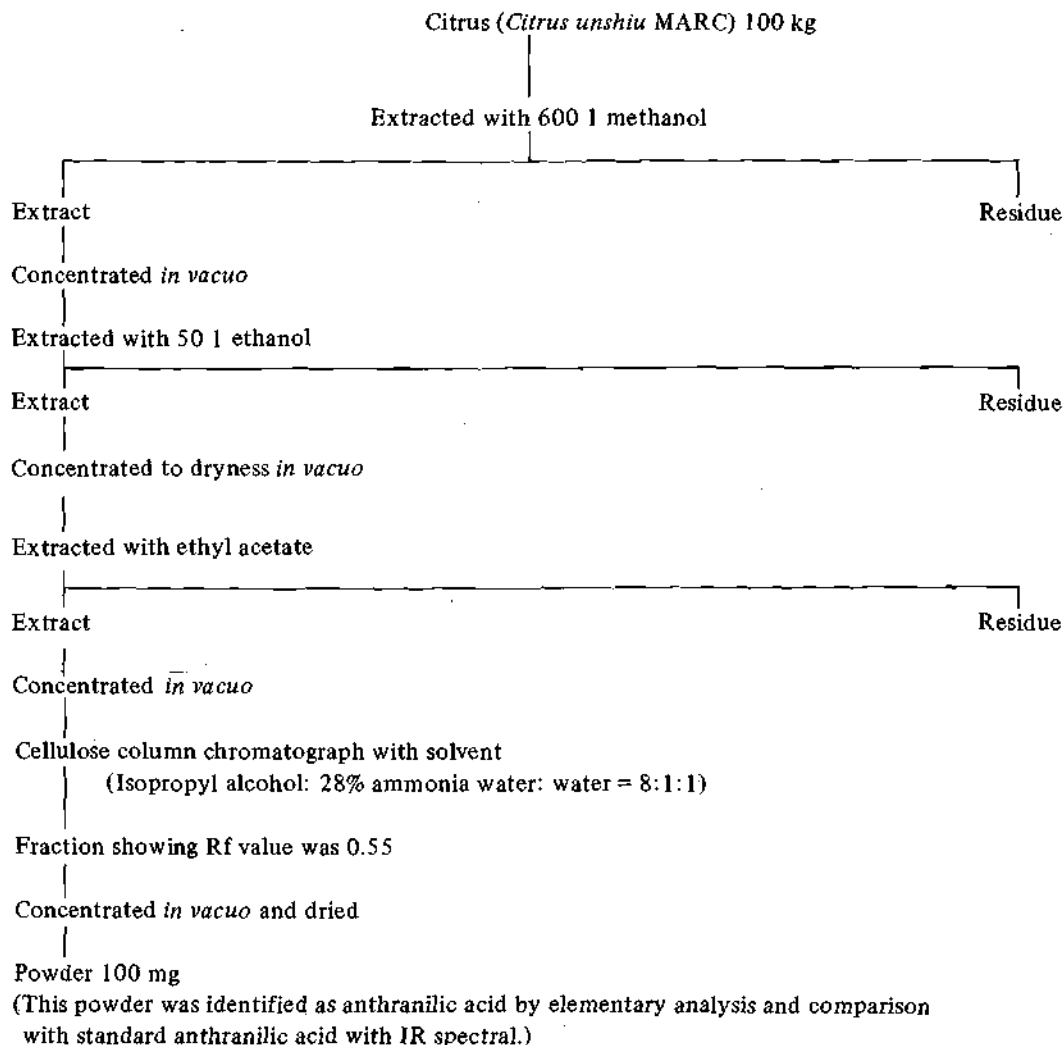 Citrus (Citrus unshiu MARC) 100 kg
Extracted with 600 l methanol
Extract
Residue
Concentrated in vacuo
Extracted with 50 l ethanol
Extract
Residue
Concentrated to dryness in vacuo
Extracted with ethyl acetate
Extract
Residue
Concentrated in vacuo
Cellulose column chromatograph with solvent
(Isopropyl alcohol: 28% ammonia water: water = 8:1:1)
Fraction showing Rf value was 0.55
Concentrated in vacuo and dried
Powder 100 mg
(This powder was identified as anthranilic acid by elementary analysis and comparison
with standard anthranilic acid with IR spectral.)